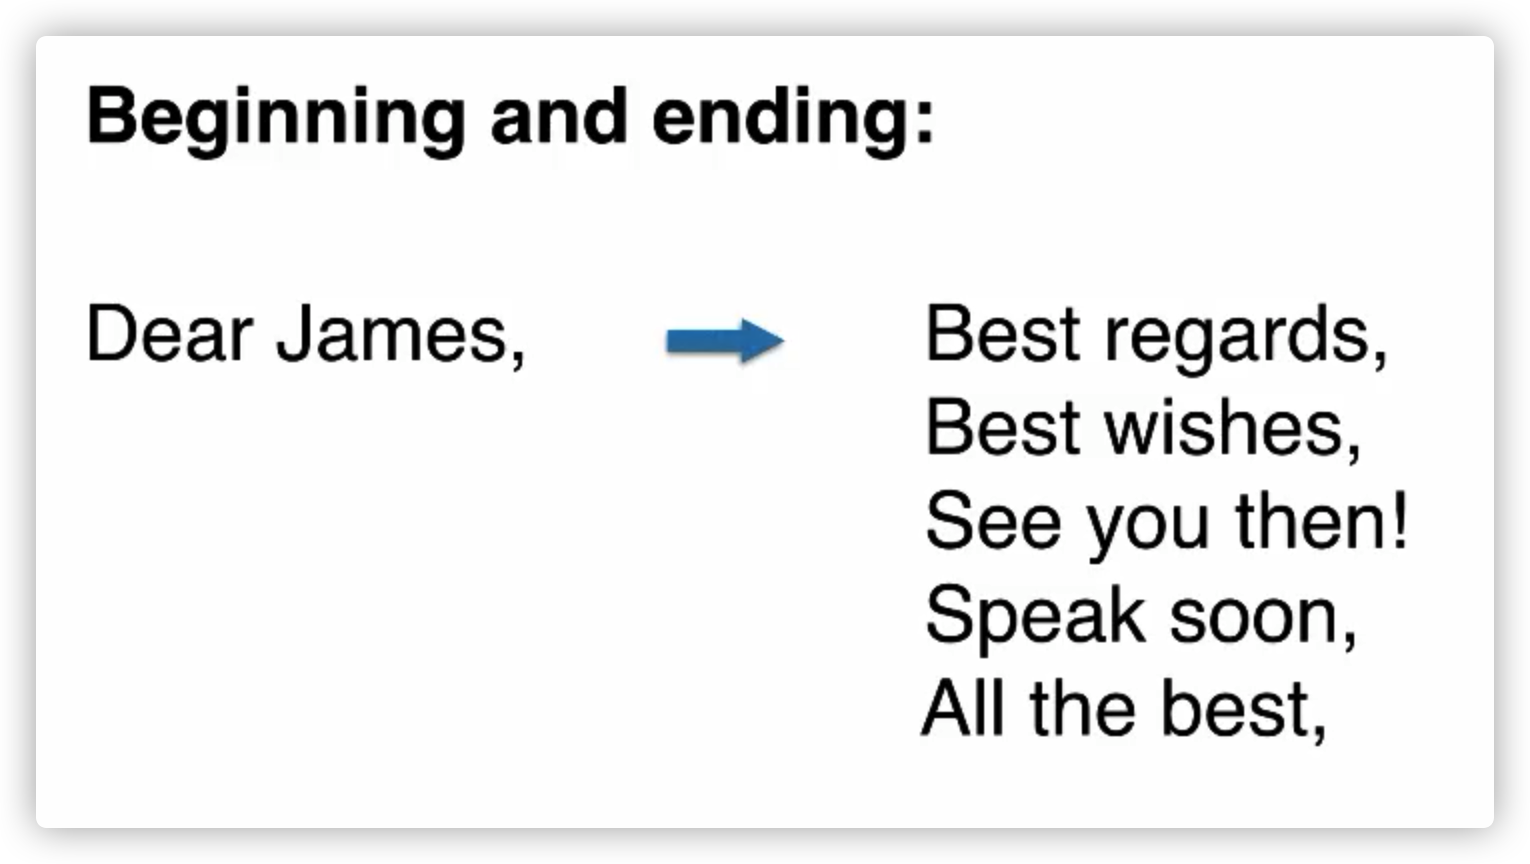 Beginning and ending:
Dear James,
Best regards,
Best wishes,
See you then!
Speak soon,
All the best,